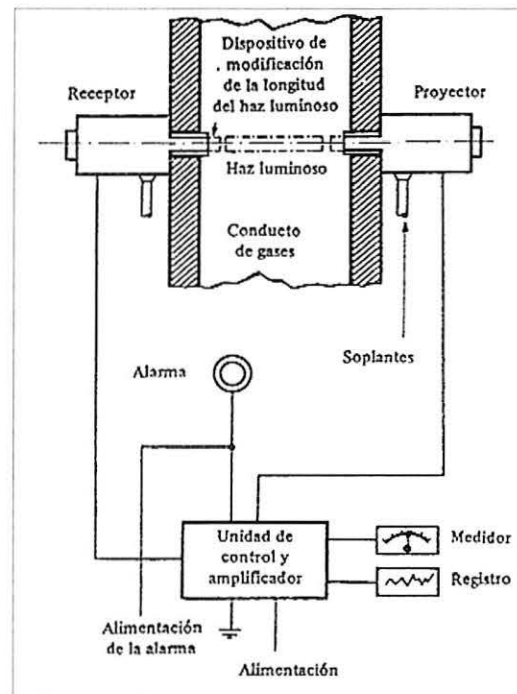 Dispositivo de
modificación
de la longitud
del haz luminoso
Receptor
Proyector
Haz luminoso
Conducto
de gases
Soplantes
Alarma
Unidad de
control y
amplificador
Medidor
Registro
Alimentación
de la alarma
Alimentación